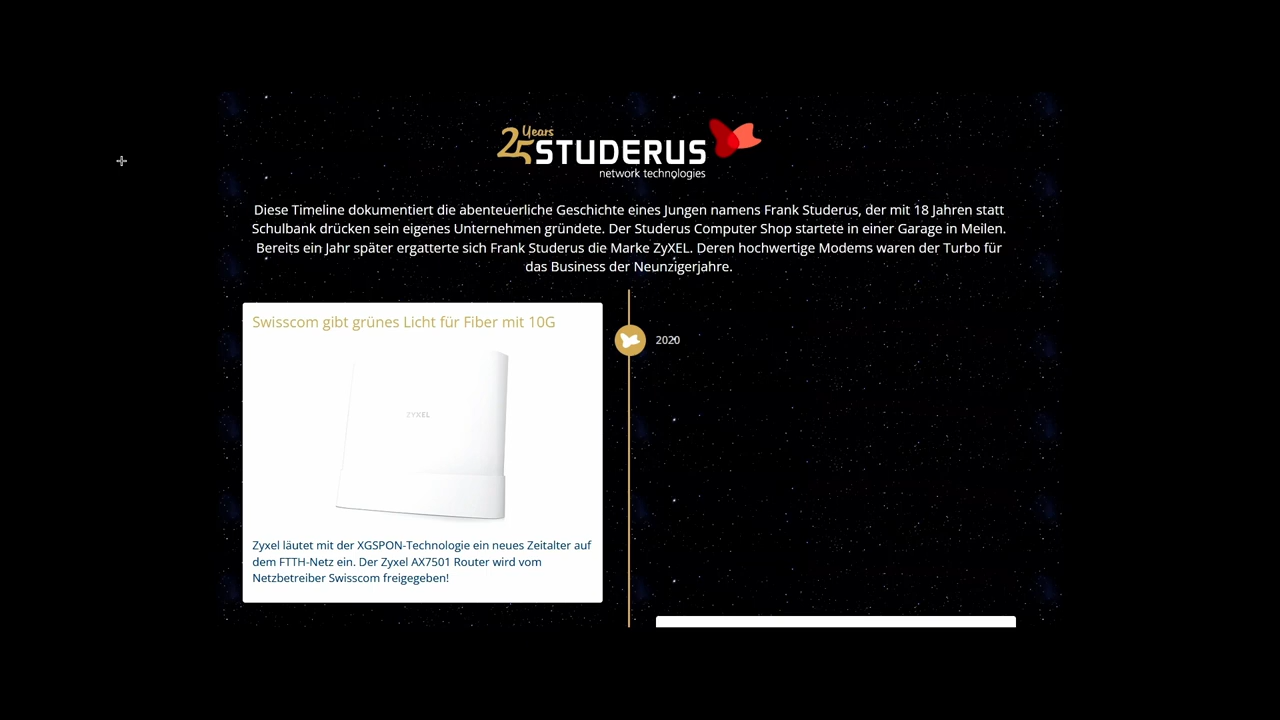 25 Years
STUDERUS
network technologies
Diese Timeline dokumentiert die abenteuerliche Geschichte eines Jungen namens Frank Studerus, der mit 18 Jahren statt
Schulbank drücken sein eigenes Unternehmen gründete. Der Studerus Computer Shop startete in einer Garage in Meilen.
Bereits ein Jahr später ergatterte sich Frank Studerus die Marke ZyXEL. Deren hochwertige Modems waren der Turbo für
das Business der Neunzigerjahre.
Swisscom gibt grünes Licht für Fiber mit 10G
2020
ZYXEL
Zyxel läutet mit der XGSPON-Technologie ein neues Zeitalter auf
dem FTTH-Netz ein. Der Zyxel AX7501 Router wird vom
Netzbetreiber Swisscom freigegeben!